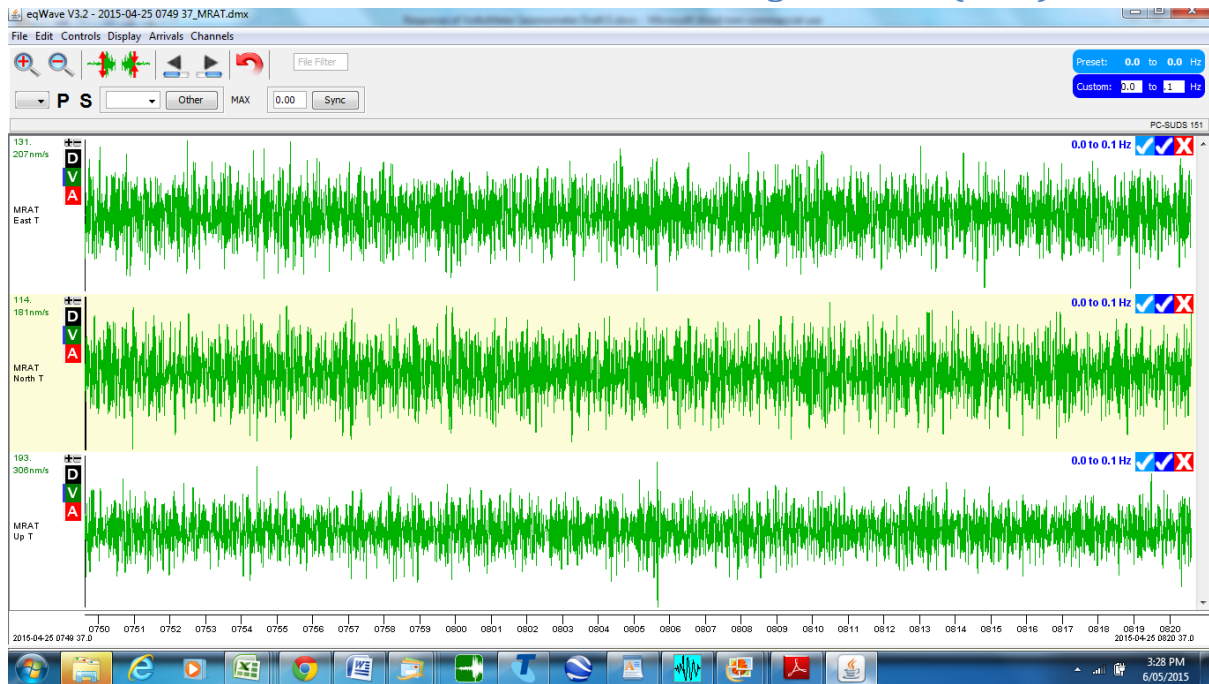 eqWave V3.2 - 2015-04-25 0749 37_MRAT.dmx
File Edit Controls Display Arrivals Channels
File Filter
Preset: 0.0 to 0.0 Hz
Custom: 0.0 to .1 Hz
P S Other MAX 0.00 Sync
PC-SUDS 151
131.
207nm/s
D
V
A
MRAT
East T
0.0 to 0.1 Hz
X
114.
181nm/s
D
V
A
MRAT
North T
0.0 to 0.1 Hz
X
193.
306nm/s
D
V
A
MRAT
Up T
0.0 to 0.1 Hz
X
0750 0751 0752 0753 0754 0755 0756 0757 0758 0759 0800 0801 0802 0803 0804 0805 0806 0807 0808 0809 0810 0811 0812 0813 0814 0815 0816 0817 0818 0819 0820
2015-04-25 0749 37.0
2015-04-25 0820 37.0
3:28 PM
6/05/2015